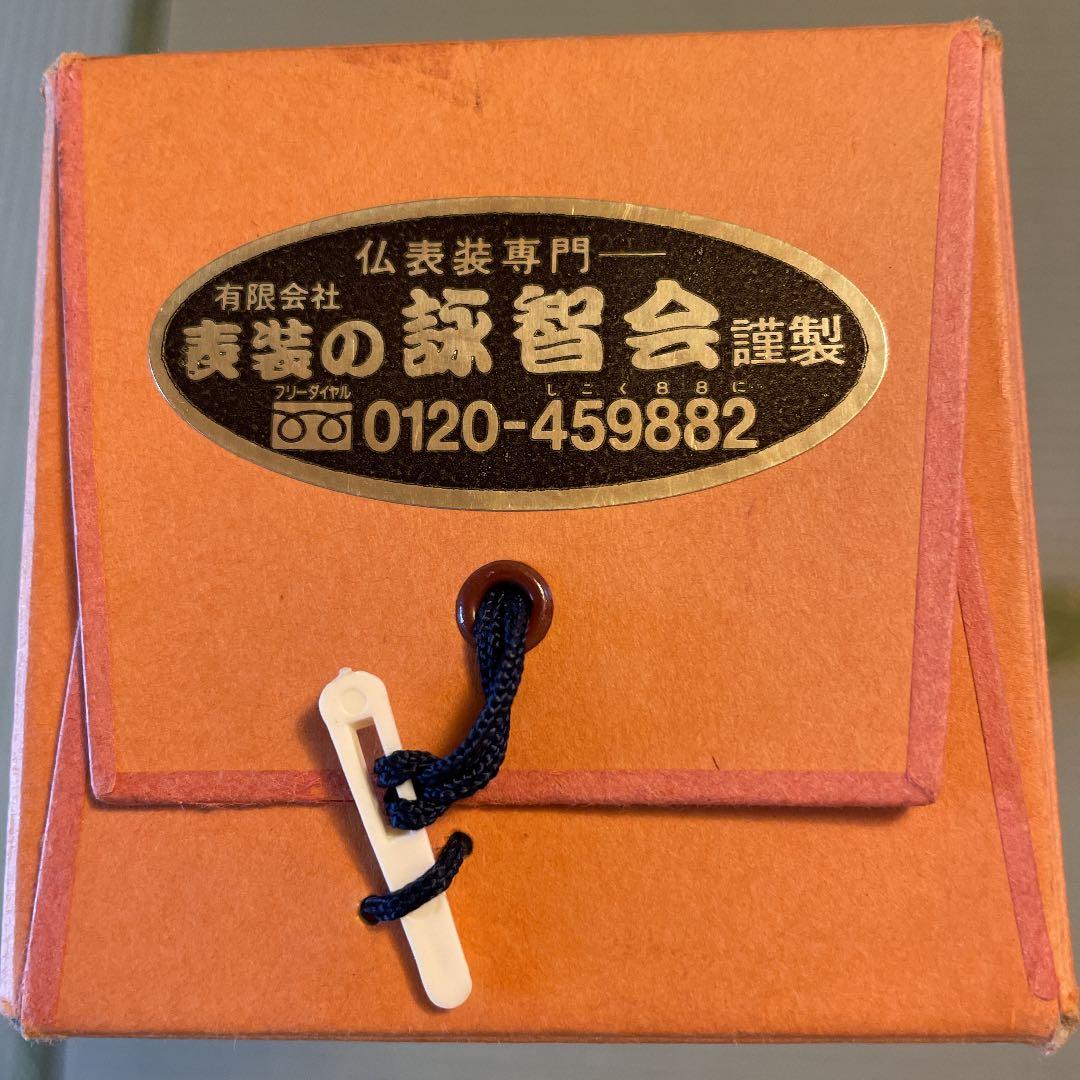 仏表装専門
有限会社
表装の詠智会謹製
フリーダイヤル
しこく88に
0120-459882